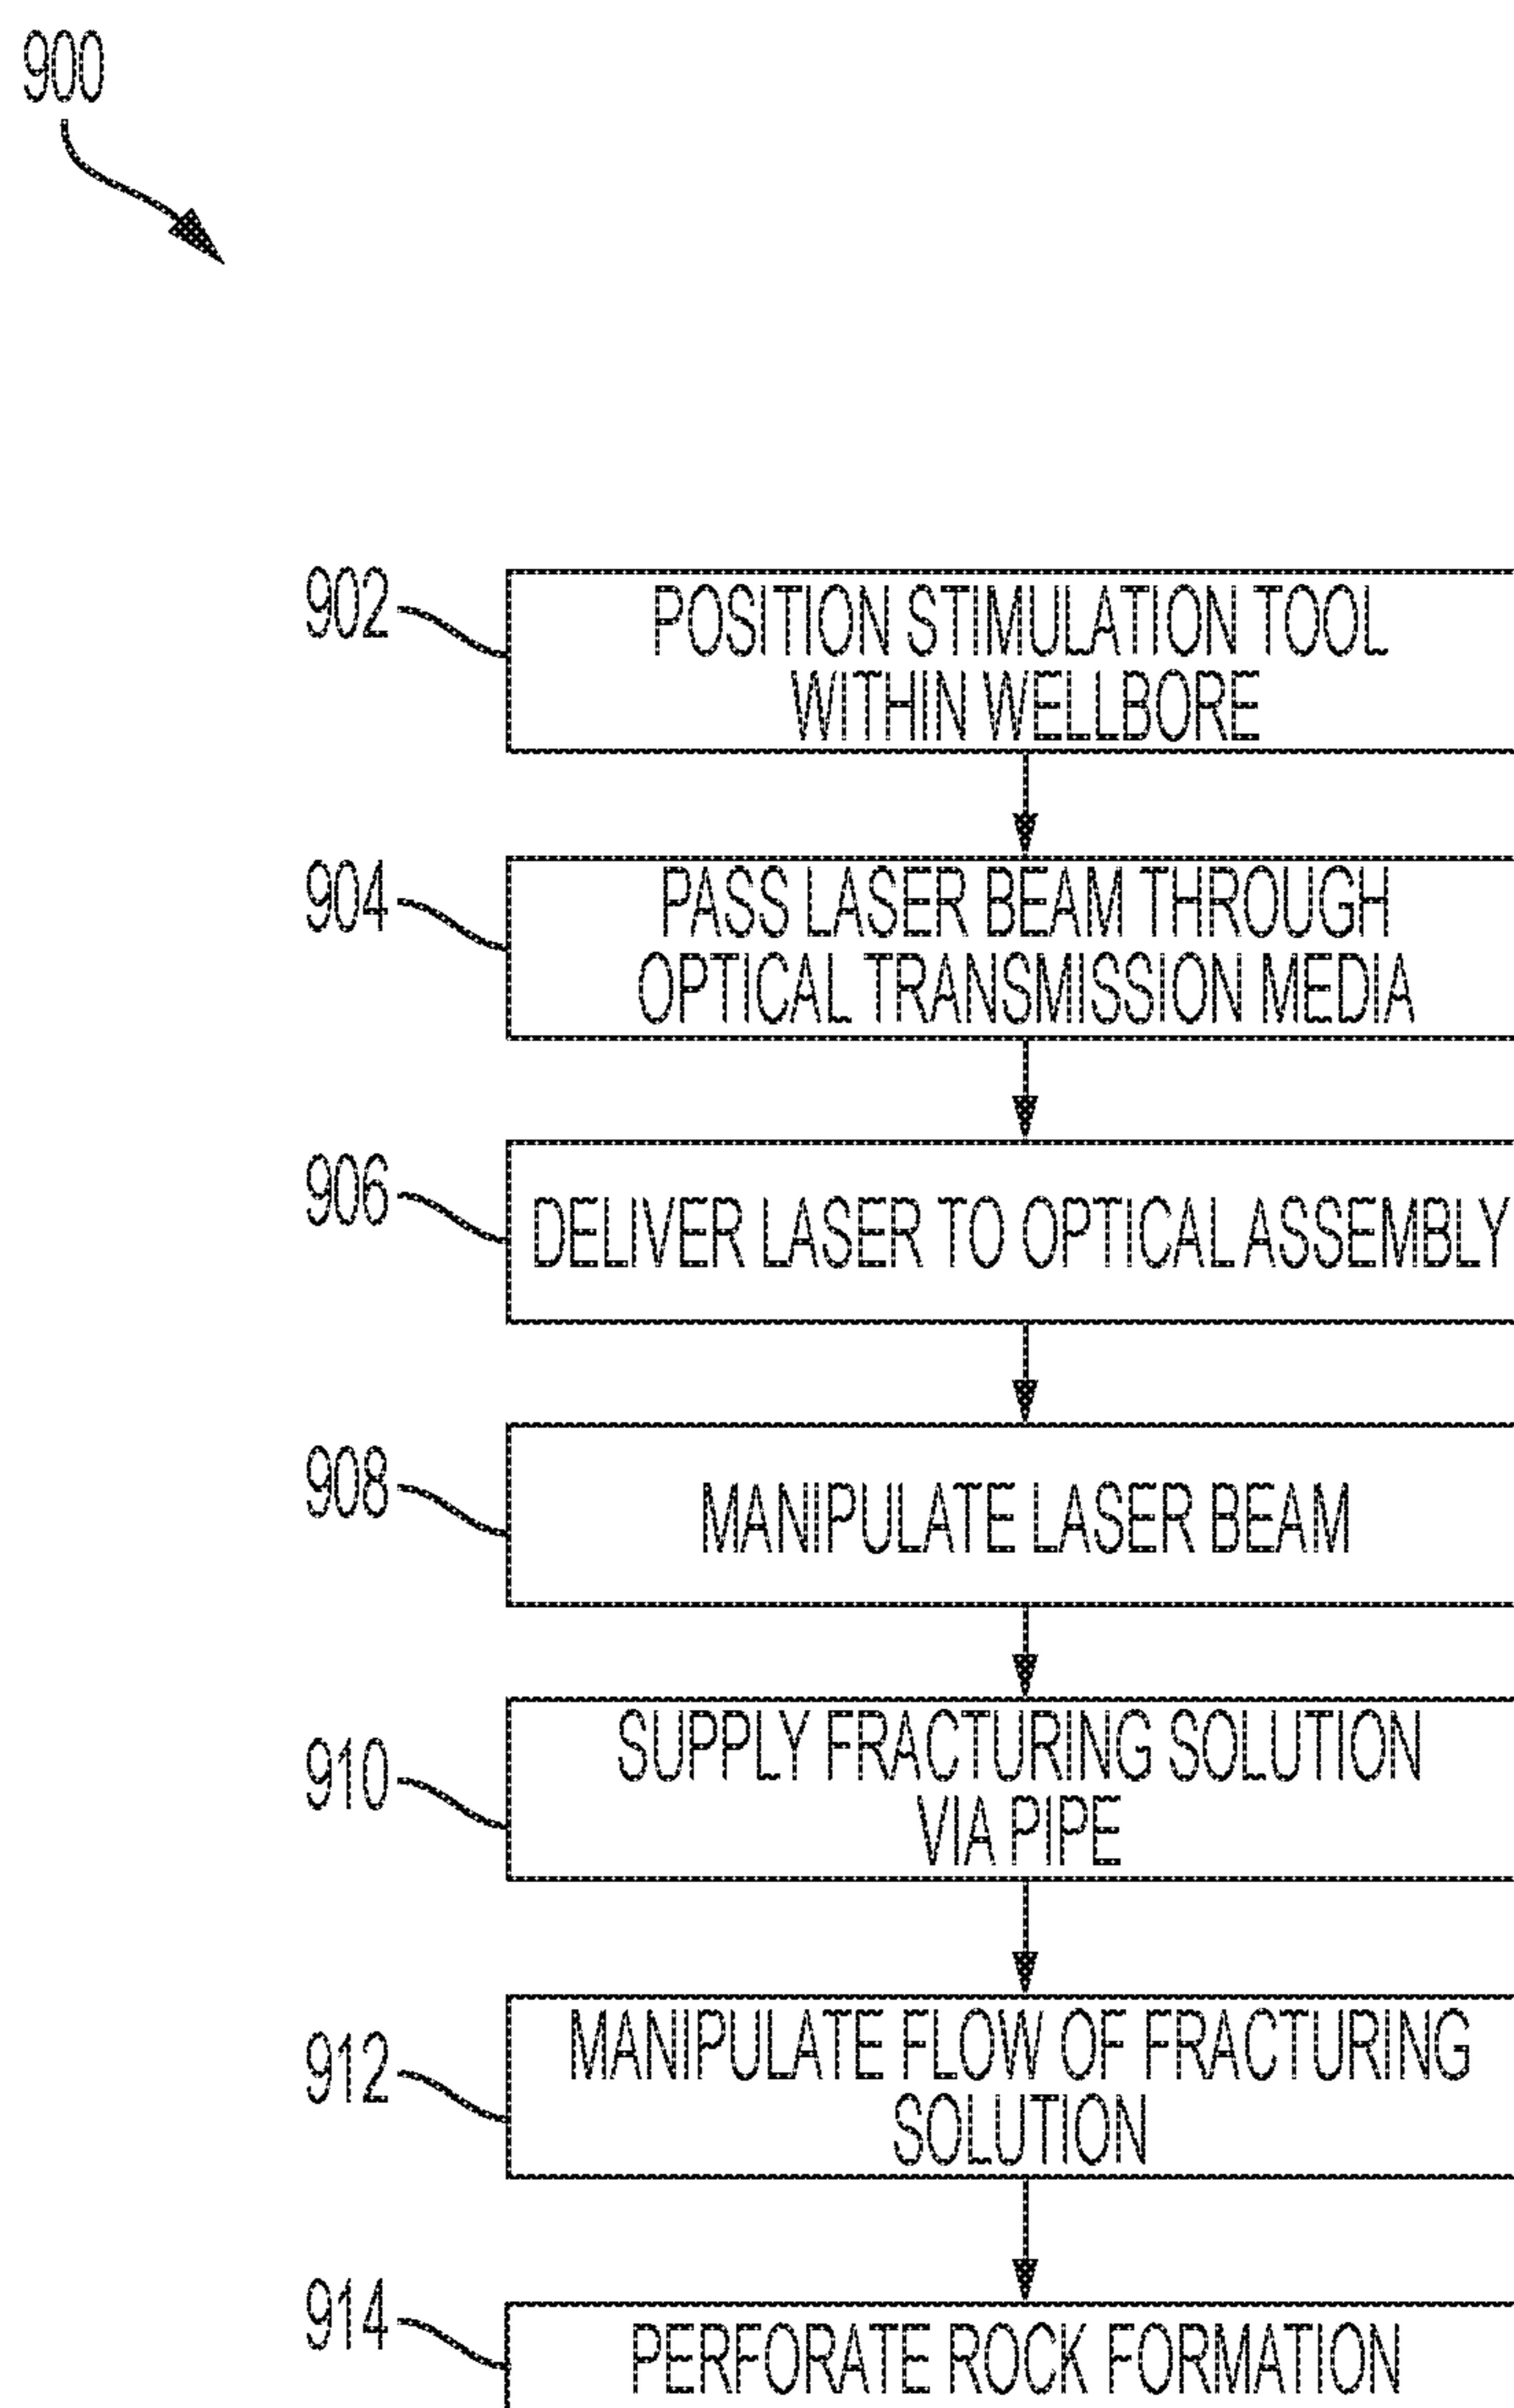 900
902
POSITION STIMULATION TOOL
WITHIN WELLBORE
904
PASS LASER BEAM THROUGH
OPTICAL TRANSMISSION MEDIA
906
DELIVER LASER TO OPTICAL ASSEMBLY
908
MANIPULATE LASER BEAM
910
SUPPLY FRACTURING SOLUTION
VIA PIPE
912
MANIPULATE FLOW OF FRACTURING
SOLUTION
914
PERFORATE ROCK FORMATION